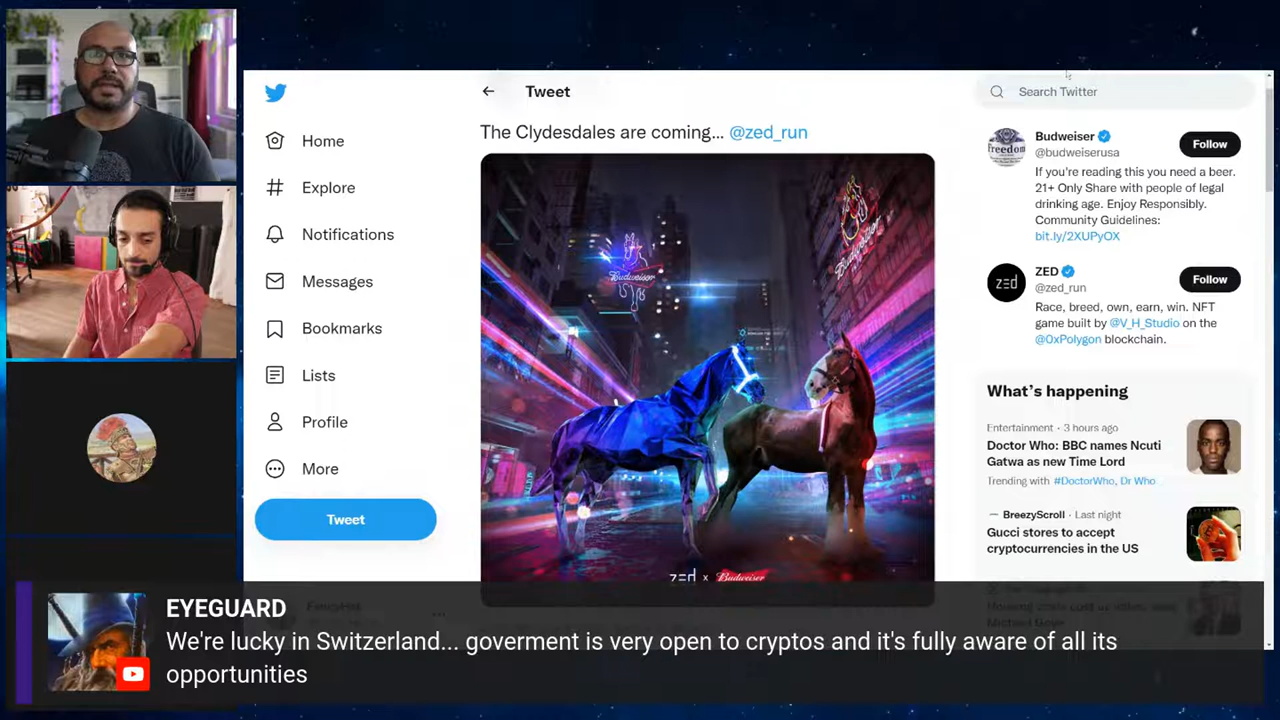 Tweet
Search Twitter
The Clydesdales are coming... @zed_run
Home
Explore
Notifications
Messages
Bookmarks
Lists
Profile
More
Tweet
Budweiser
Budweiser
zed x Budweiser
Budweiser
@budweiserusa
Follow
Freedom
If you're reading this you need a beer.
21+ Only Share with people of legal
drinking age. Enjoy Responsibly.
Community Guidelines:
bit.ly/2XUPyOX
zed
ZED
@zed_run
Follow
Race, breed, own, earn, win. NFT
game built by @V_H_Studio on the
@0xPolygon blockchain.
What's happening
Entertainment · 3 hours ago
Doctor Who: BBC names Ncuti
Gatwa as new Time Lord
Trending with #DoctorWho, Dr Who
BreezyScroll · Last night
Gucci stores to accept
cryptocurrencies in the US
Michael Gove
EYEGUARD
We're lucky in Switzerland... goverment is very open to cryptos and it's fully aware of all its
opportunities